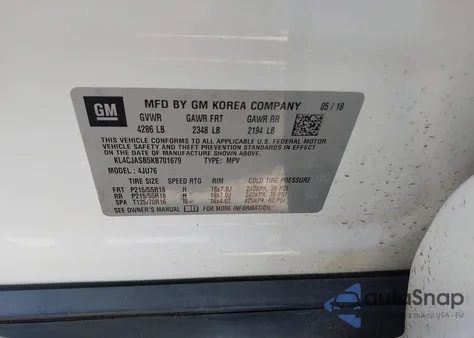 GM
MFD BY GM KOREA COMPANY 05/18
GVWR GAWR FRT GAWR RR
4286 LB 2348 LB 2194 LB
THIS VEHICLE CONFORMS TO ALL APPLICABLE U.S. FEDERAL MOTOR
VEHICLE SAFETY AND THEFT PREVENTION STANDARDS IN EFFECT
ON THE DATE OF MANUFACTURE SHOWN ABOVE.
KL4CJASB5KB701679 TYPE: MPV
MODEL: 4JU76
TIRE SIZE SPEED RTG RIM
FRT P215/55R18 H 18x7.0J 240KPA, 35 PSI
RR P215/55R18 H 18x7.0J 240KPA, 35 PSI
SPA T125/70R16 M 16x4.0T 420KPA, 60 PSI
SEE OWNER'S MANUAL FOR MORE INFORMATION.
autoSnap
z aukcji USA - EU